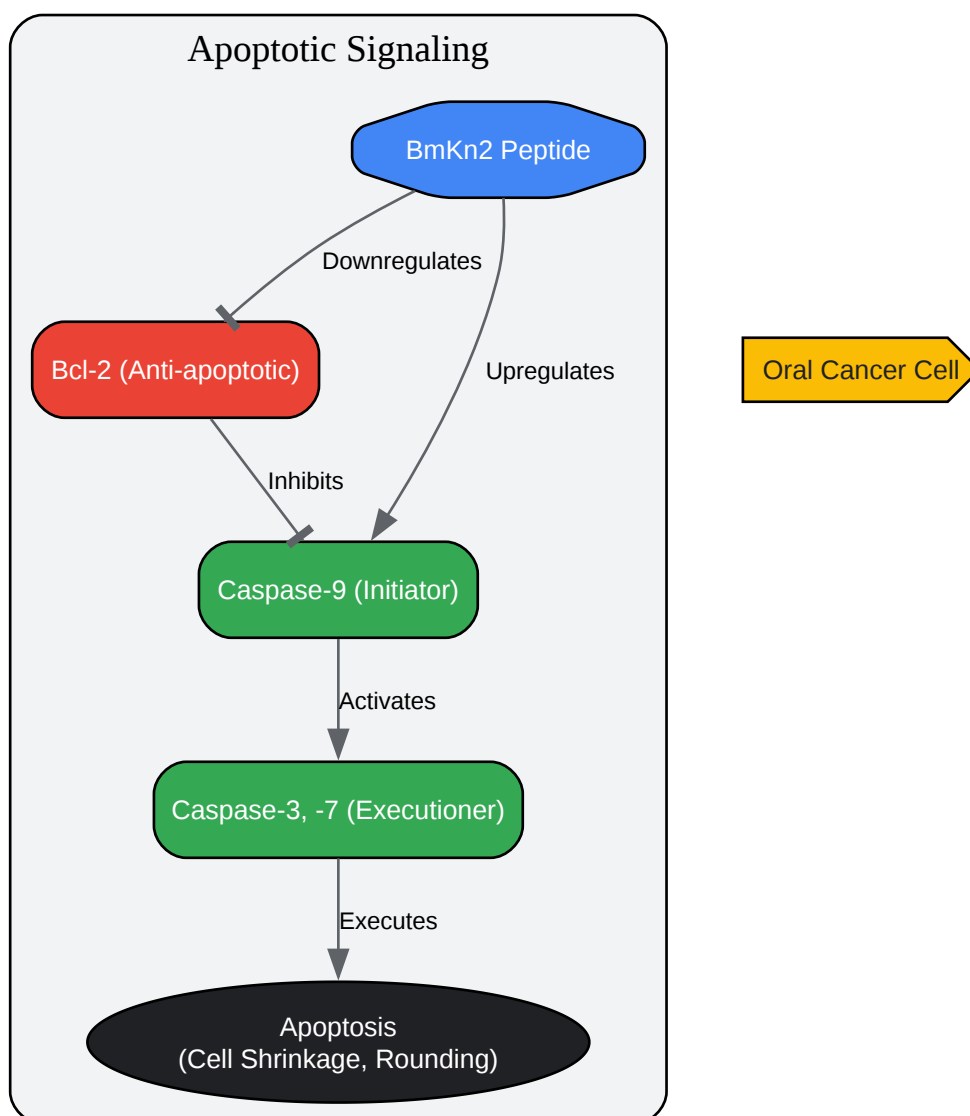 Apoptotic Signaling
BmKn2 Peptide
Downregulates
Bcl-2 (Anti-apoptotic)
Upregulates
Oral Cancer Cell
Inhibits
Caspase-9 (Initiator)
Activates
Caspase-3, -7 (Executioner)
Executes
Apoptosis
(Cell Shrinkage, Rounding)